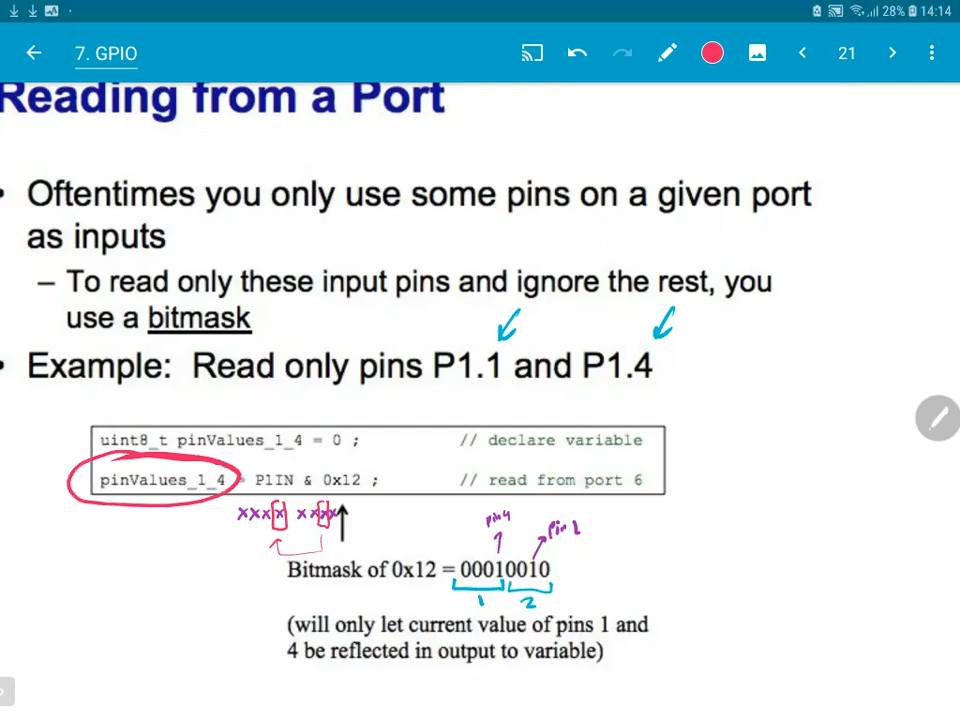 28% 14:14
7. GPIO
21
Reading from a Port
• Oftentimes you only use some pins on a given port
as inputs
– To read only these input pins and ignore the rest, you
use a bitmask
• Example: Read only pins P1.1 and P1.4
uint8_t pinValues_1_4 = 0 ; // declare variable
pinValues_1_4 = P1IN & 0x12 ; // read from port 6
xxxx xxxx
pin4
Bitmask of 0x12 = 00010010
1 2
(will only let current value of pins 1 and
4 be reflected in output to variable)